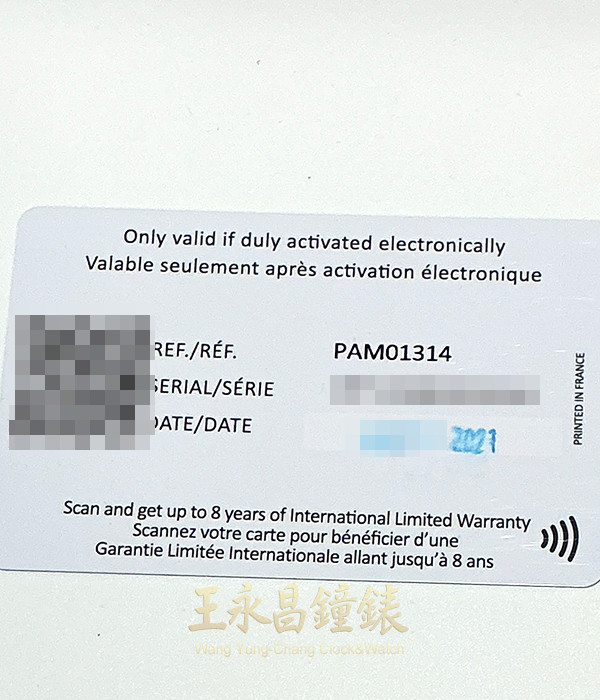 Only valid if duly activated electronically
Valable seulement après activation électronique
REF./RÉF. PAM01314
SERIAL/SÉRIE
DATE/DATE 2021
PRINTED IN FRANCE
Scan and get up to 8 years of International Limited Warranty
Scannez votre carte pour bénéficier d'une
Garantie Limitée Internationale allant jusqu'à 8 ans
王永昌鐘錶
Wang Yung-Chang Clock&Watch